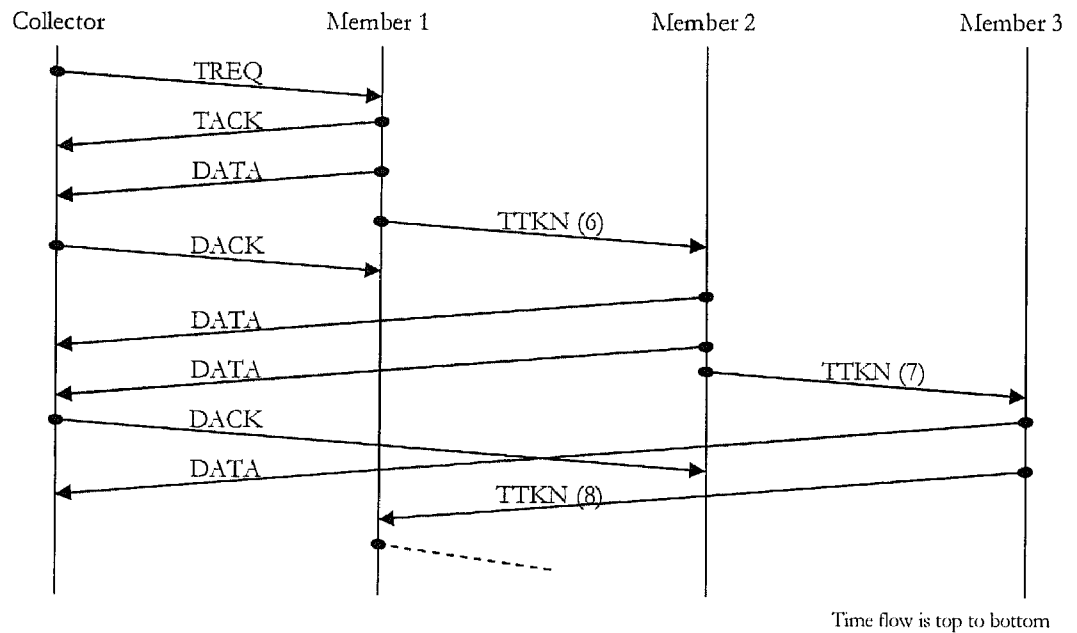 Collector Member 1 Member 2 Member 3
TREQ
TACK
DATA
TTKN (6)
DACK
DATA
DATA
TTKN (7)
DACK
DATA
TTKN (8)
Time flow is top to bottom